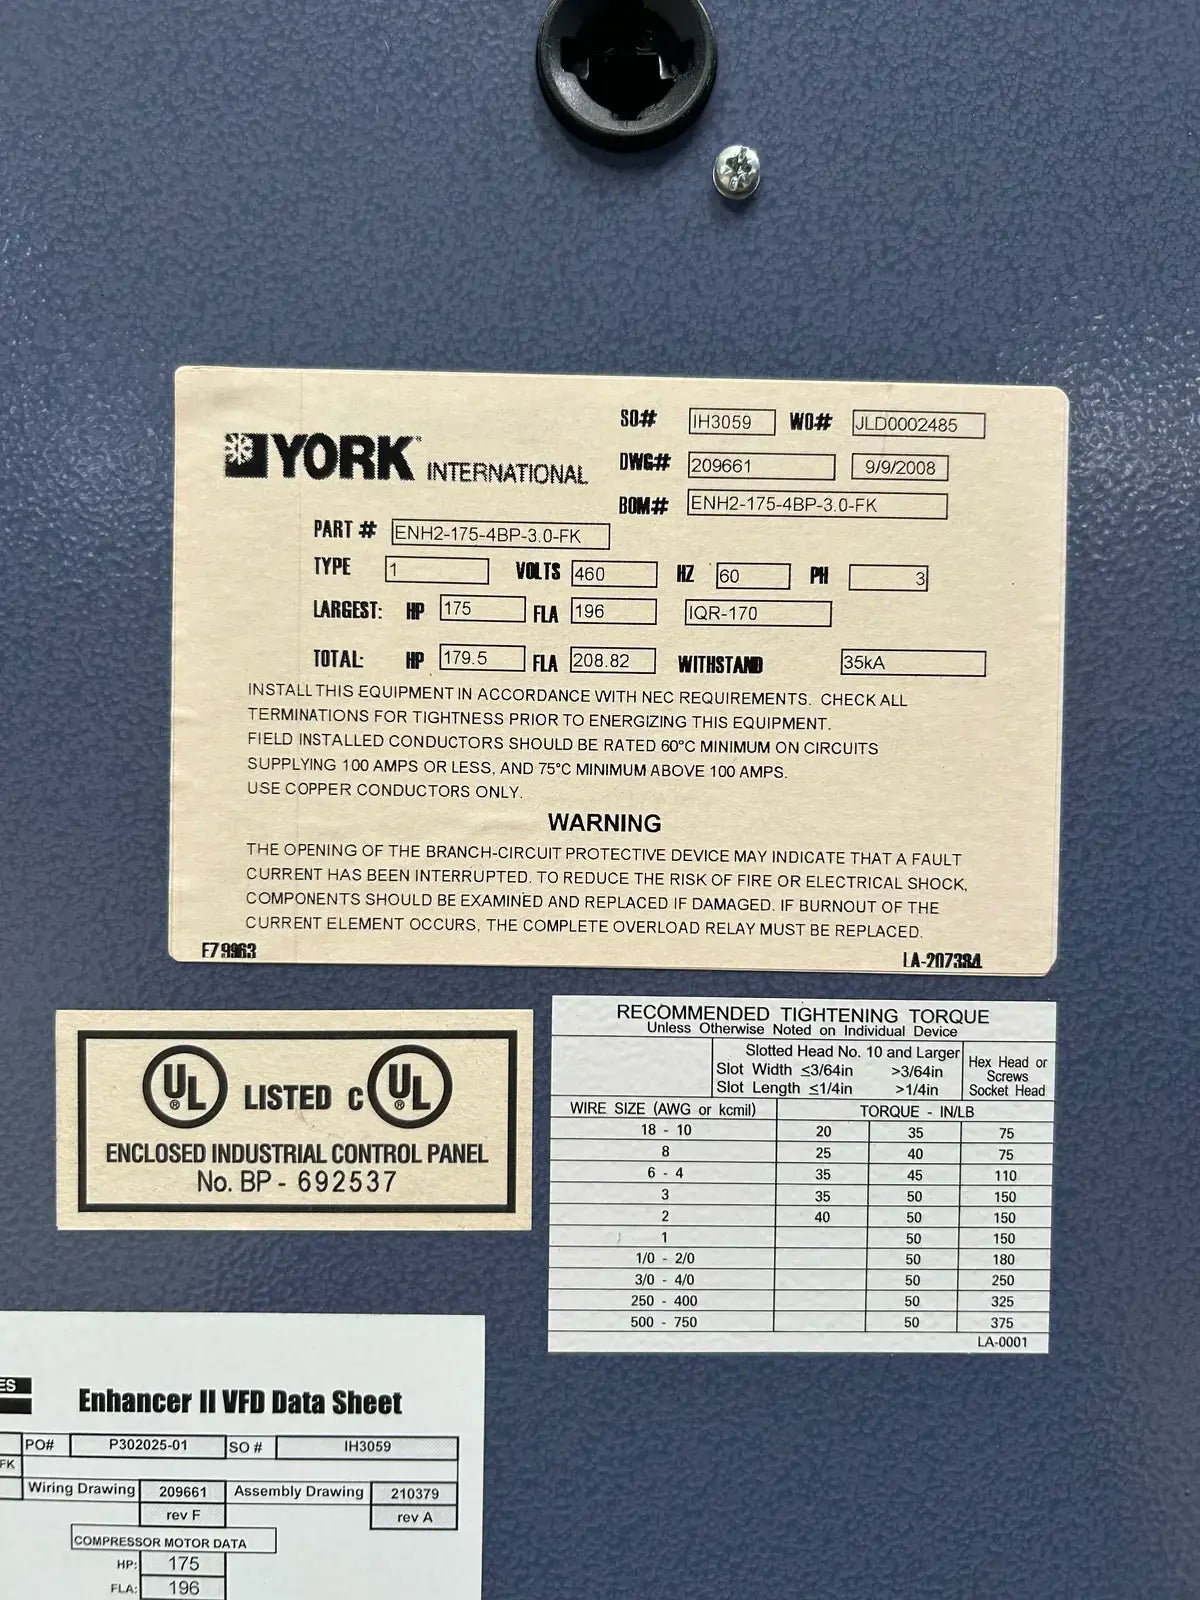 SO# IH3059 WO# JLD0002485
YORK INTERNATIONAL DWG# 209661 9/9/2008
BOM# ENH2-175-4BP-3.0-FK
PART # ENH2-175-4BP-3.0-FK
TYPE 1 VOLTS 460 HZ 60 PH 3
LARGEST: HP 175 FLA 196 IQR-170
TOTAL: HP 179.5 FLA 208.82 WITHSTAND 35kA
INSTALL THIS EQUIPMENT IN ACCORDANCE WITH NEC REQUIREMENTS. CHECK ALL
TERMINATIONS FOR TIGHTNESS PRIOR TO ENERGIZING THIS EQUIPMENT.
FIELD INSTALLED CONDUCTORS SHOULD BE RATED 60°C MINIMUM ON CIRCUITS
SUPPLYING 100 AMPS OR LESS, AND 75°C MINIMUM ABOVE 100 AMPS.
USE COPPER CONDUCTORS ONLY.
WARNING
THE OPENING OF THE BRANCH-CIRCUIT PROTECTIVE DEVICE MAY INDICATE THAT A FAULT
CURRENT HAS BEEN INTERRUPTED. TO REDUCE THE RISK OF FIRE OR ELECTRICAL SHOCK,
COMPONENTS SHOULD BE EXAMINED AND REPLACED IF DAMAGED. IF BURNOUT OF THE
CURRENT ELEMENT OCCURS, THE COMPLETE OVERLOAD RELAY MUST BE REPLACED.
E79963 LA-207384
UL ® LISTED C UL ®
ENCLOSED INDUSTRIAL CONTROL PANEL
No. BP - 692537
RECOMMENDED TIGHTENING TORQUE
Unless Otherwise Noted on Individual Device
Slotted Head No. 10 and Larger
Slot Width ≤3/64in >3/64in
Slot Length ≤1/4in >1/4in
Hex Head or
Screws
Socket Head
WIRE SIZE (AWG or kcmil) TORQUE - IN/LB
18 - 10 20 35 75
8 25 40 75
6 - 4 35 45 110
3 35 50 150
2 40 50 150
1 50 150
1/0 - 2/0 50 180
3/0 - 4/0 50 250
250 - 400 50 325
500 - 750 50 375
LA-0001
ES
Enhancer II VFD Data Sheet
PO# P302025-01 SO # IH3059
FK
Wiring Drawing 209661 Assembly Drawing 210379
rev F rev A
COMPRESSOR MOTOR DATA
HP: 175
FLA: 196